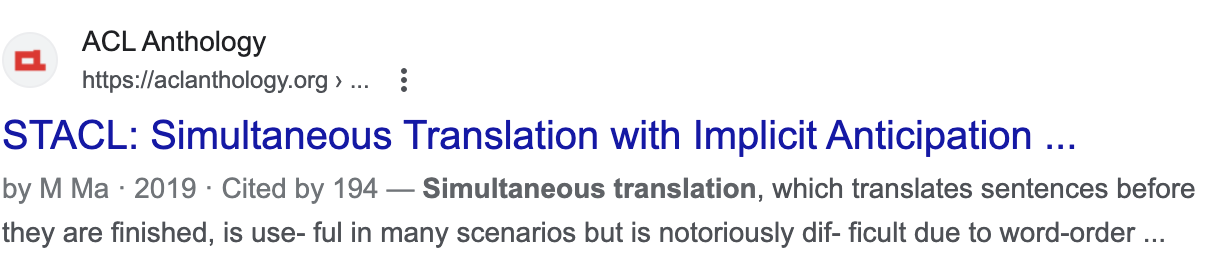 ACL Anthology
https://aclanthology.org › ...
STACL: Simultaneous Translation with Implicit Anticipation ...
by M Ma · 2019 · Cited by 194 — Simultaneous translation, which translates sentences before
they are finished, is use- ful in many scenarios but is notoriously dif- ficult due to word-order ...